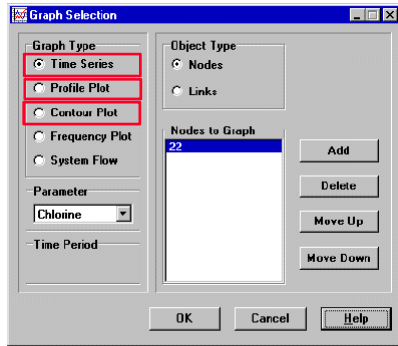 Graph Selection
Graph Type
Time Series
Profile Plot
Contour Plot
Frequency Plot
System Flow
Parameter
Chlorine
Time Period
Object Type
Nodes
Links
Nodes to Graph
22
Add
Delete
Move Up
Move Down
OK
Cancel
Help